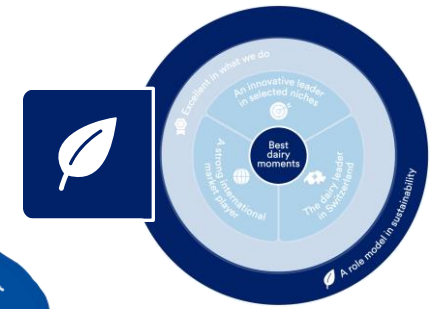 Excellent in what we do
An innovative leader
in selected niches
Best
dairy
moments
A strong international
market player
The dairy leader
in Switzerland
A role model in sustainability